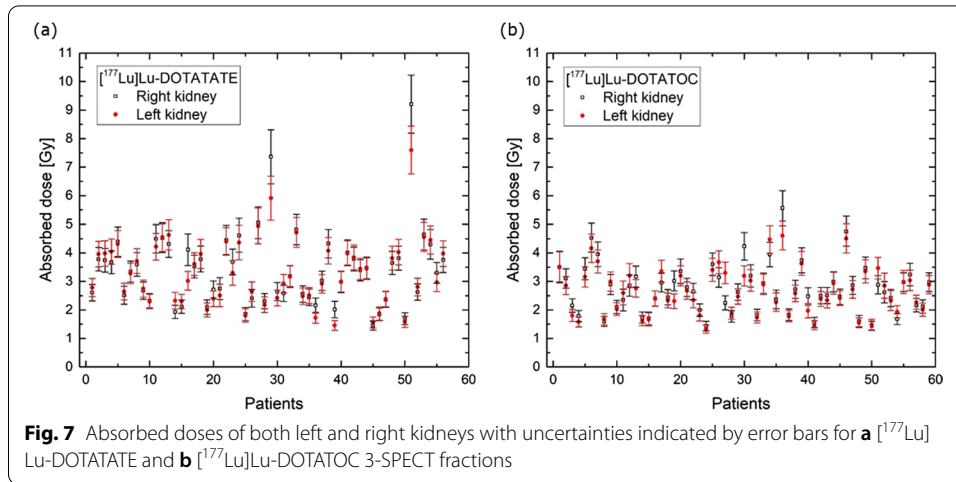 (a)
(b)
[¹⁷⁷Lu]Lu-DOTATATE
Right kidney
Left kidney
Absorbed dose [Gy]
11
10
9
8
7
6
5
4
3
2
1
0
0
10
20
30
40
50
60
Patients
[¹⁷⁷Lu]Lu-DOTATOC
Right kidney
Left kidney
Absorbed dose [Gy]
11
10
9
8
7
6
5
4
3
2
1
0
0
10
20
30
40
50
60
Patients
Fig. 7 Absorbed doses of both left and right kidneys with uncertainties indicated by error bars for a [¹⁷⁷Lu]
Lu-DOTATATE and b [¹⁷⁷Lu]Lu-DOTATOC 3-SPECT fractions